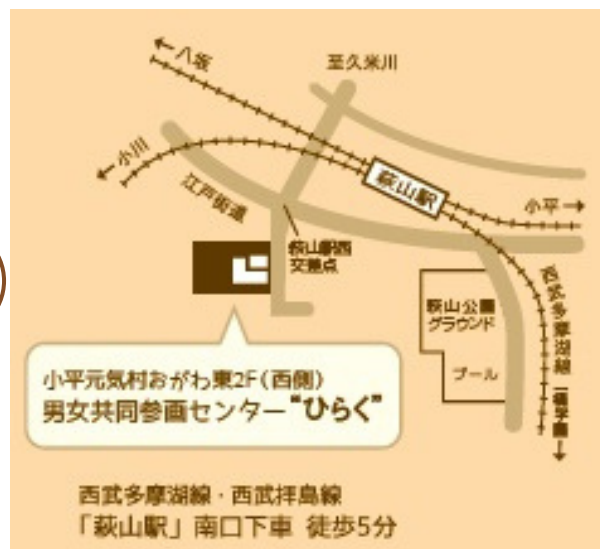 ←八坂
至久米川
←小川
江戸街道
萩山駅
小平→
萩山駅西
交差点
西武多摩湖線
一橋学園
↓
萩山公園
グラウンド
プール
小平元気村おがわ東2F(西側)
男女共同参画センター“ひらく”
西武多摩湖線・西武拝島線
「萩山駅」南口下車 徒歩5分